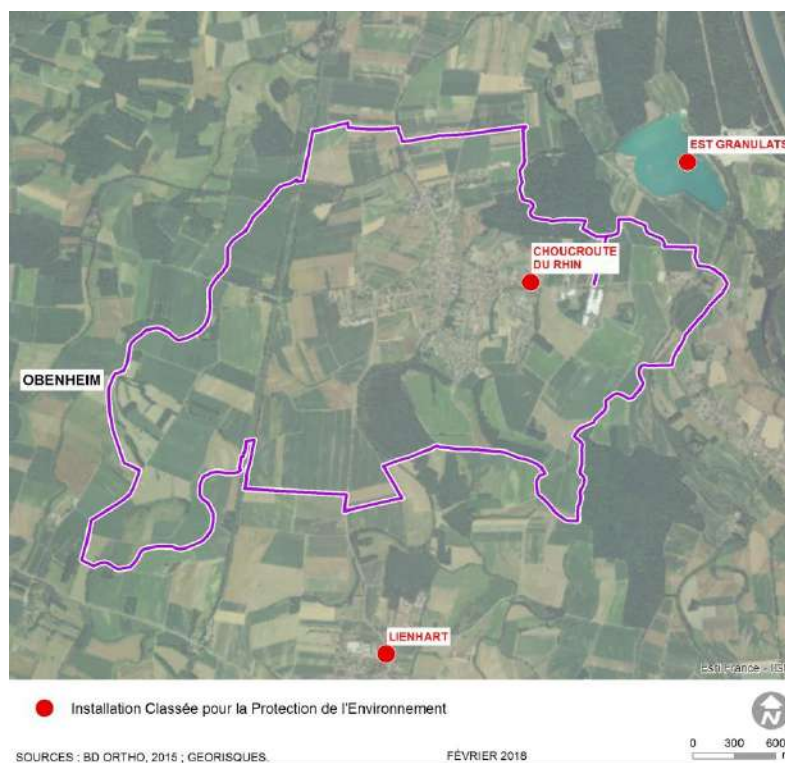 EST GRANULATS
CHOUCROUTE
DU RHIN
OBENHEIM
LIENHART
Installation Classée pour la Protection de l'Environnement
N
0 300 600
m
SOURCES : BD ORTHO, 2015 ; GEORISQUES.
FÉVRIER 2018